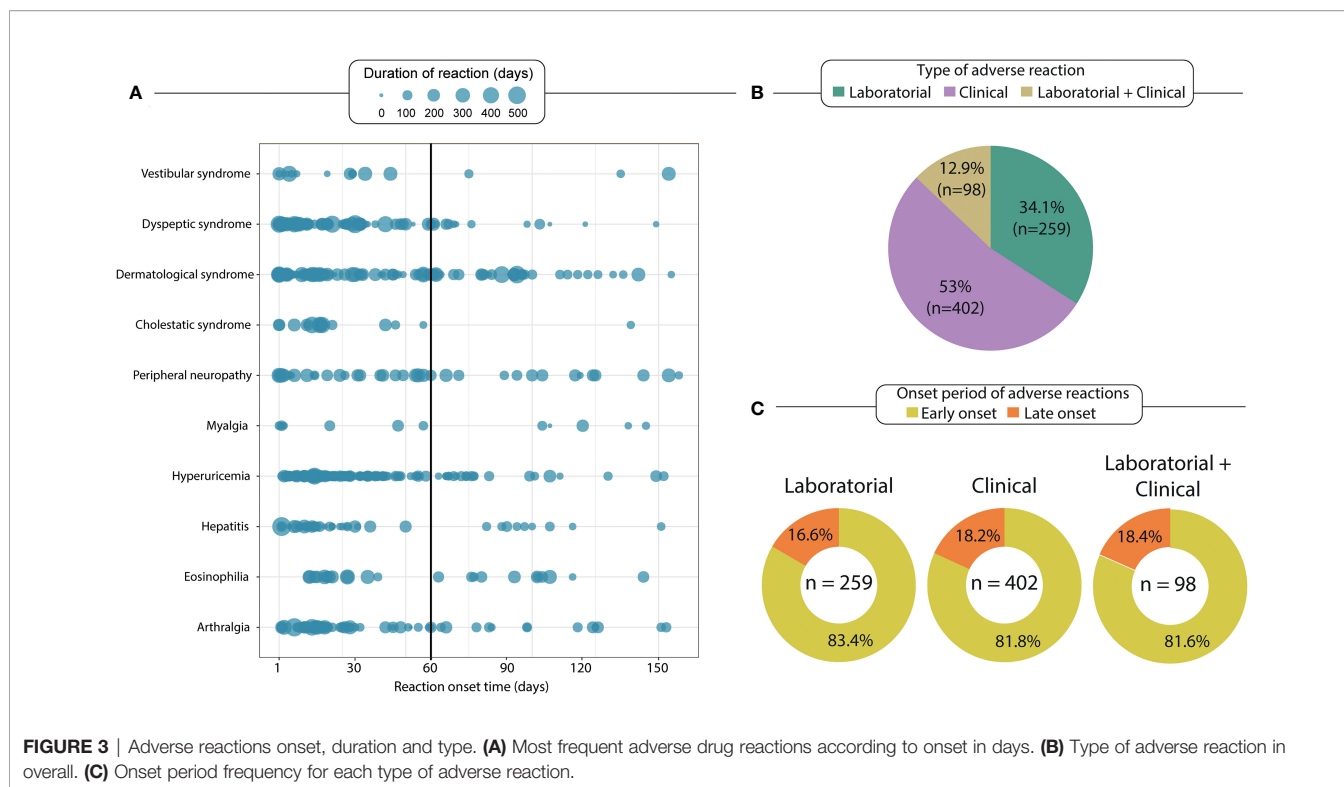 A
Duration of reaction (days)
0 100 200 300 400 500
Vestibular syndrome
Dyspeptic syndrome
Dermatological syndrome
Cholestatic syndrome
Peripheral neuropathy
Myalgia
Hyperuricemia
Hepatitis
Eosinophilia
Arthralgia
1 30 60 90 120 150
Reaction onset time (days)
B
Type of adverse reaction
Laboratorial Clinical Laboratorial + Clinical
12.9%
(n=98)
34.1%
(n=259)
53%
(n=402)
C
Onset period of adverse reactions
Early onset Late onset
Laboratorial
16.6%
n = 259
83.4%
Clinical
18.2%
n = 402
81.8%
Laboratorial +
Clinical
18.4%
n = 98
81.6%
FIGURE 3 | Adverse reactions onset, duration and type. (A) Most frequent adverse drug reactions according to onset in days. (B) Type of adverse reaction in
overall. (C) Onset period frequency for each type of adverse reaction.